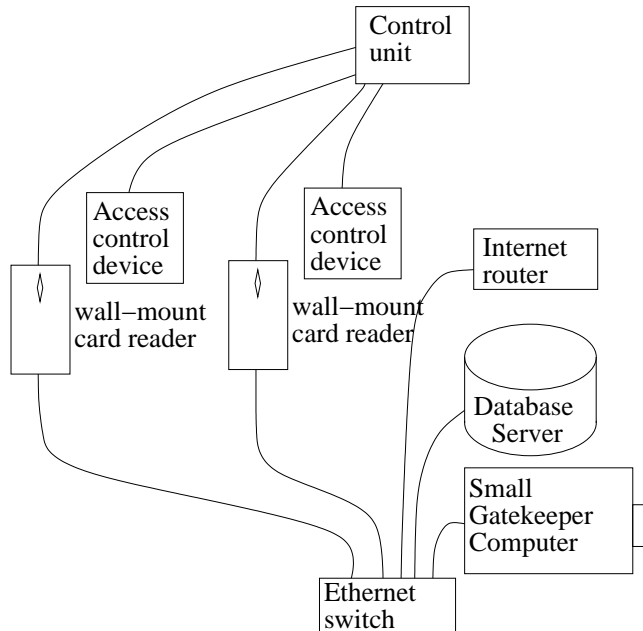 Control
unit
Access
control
device
Access
control
device
Internet
router
wall−mount
card reader
wall−mount
card reader
Database
Server
Small
Gatekeeper
Computer
Ethernet
switch